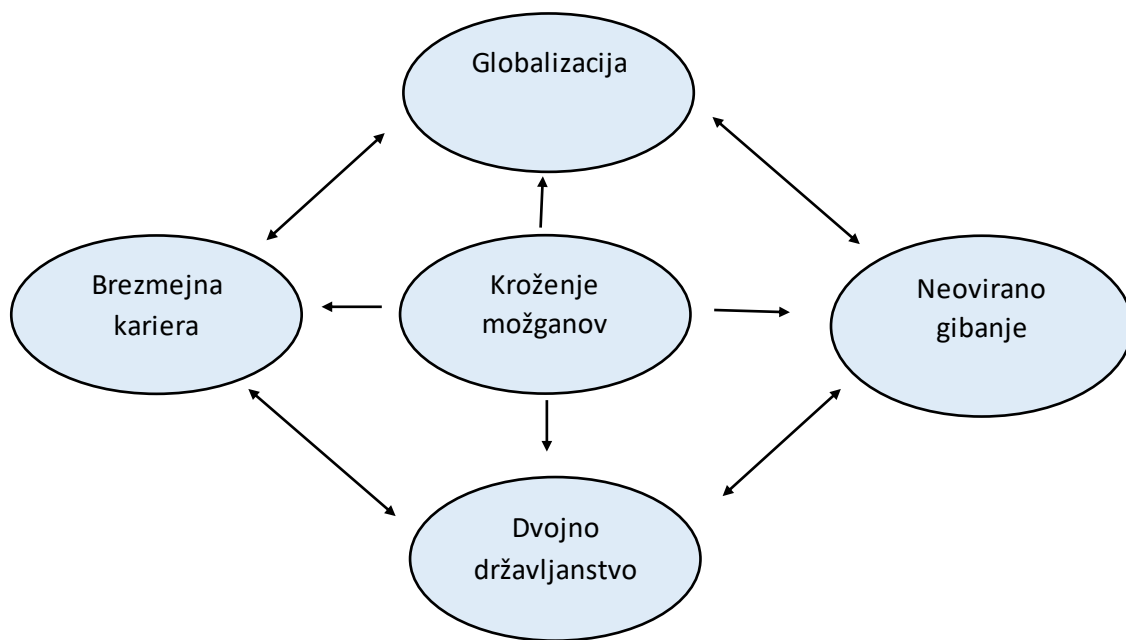 Globalizacija
Brezmejna
kariera
Kroženje
možganov
Neovirano
gibanje
Dvojno
državljanstvo